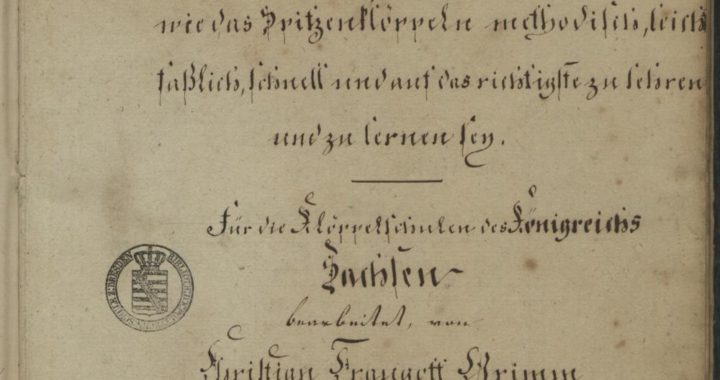 wie das Spitzenklöppeln methodisch, leicht
faßlich, schnell und auf das richtigste zu lehren
und zu lernen sey.
Für die Klöppelschulen des Königreichs
Sachsen
bearbeitet, von
Christian Traugott Grimm